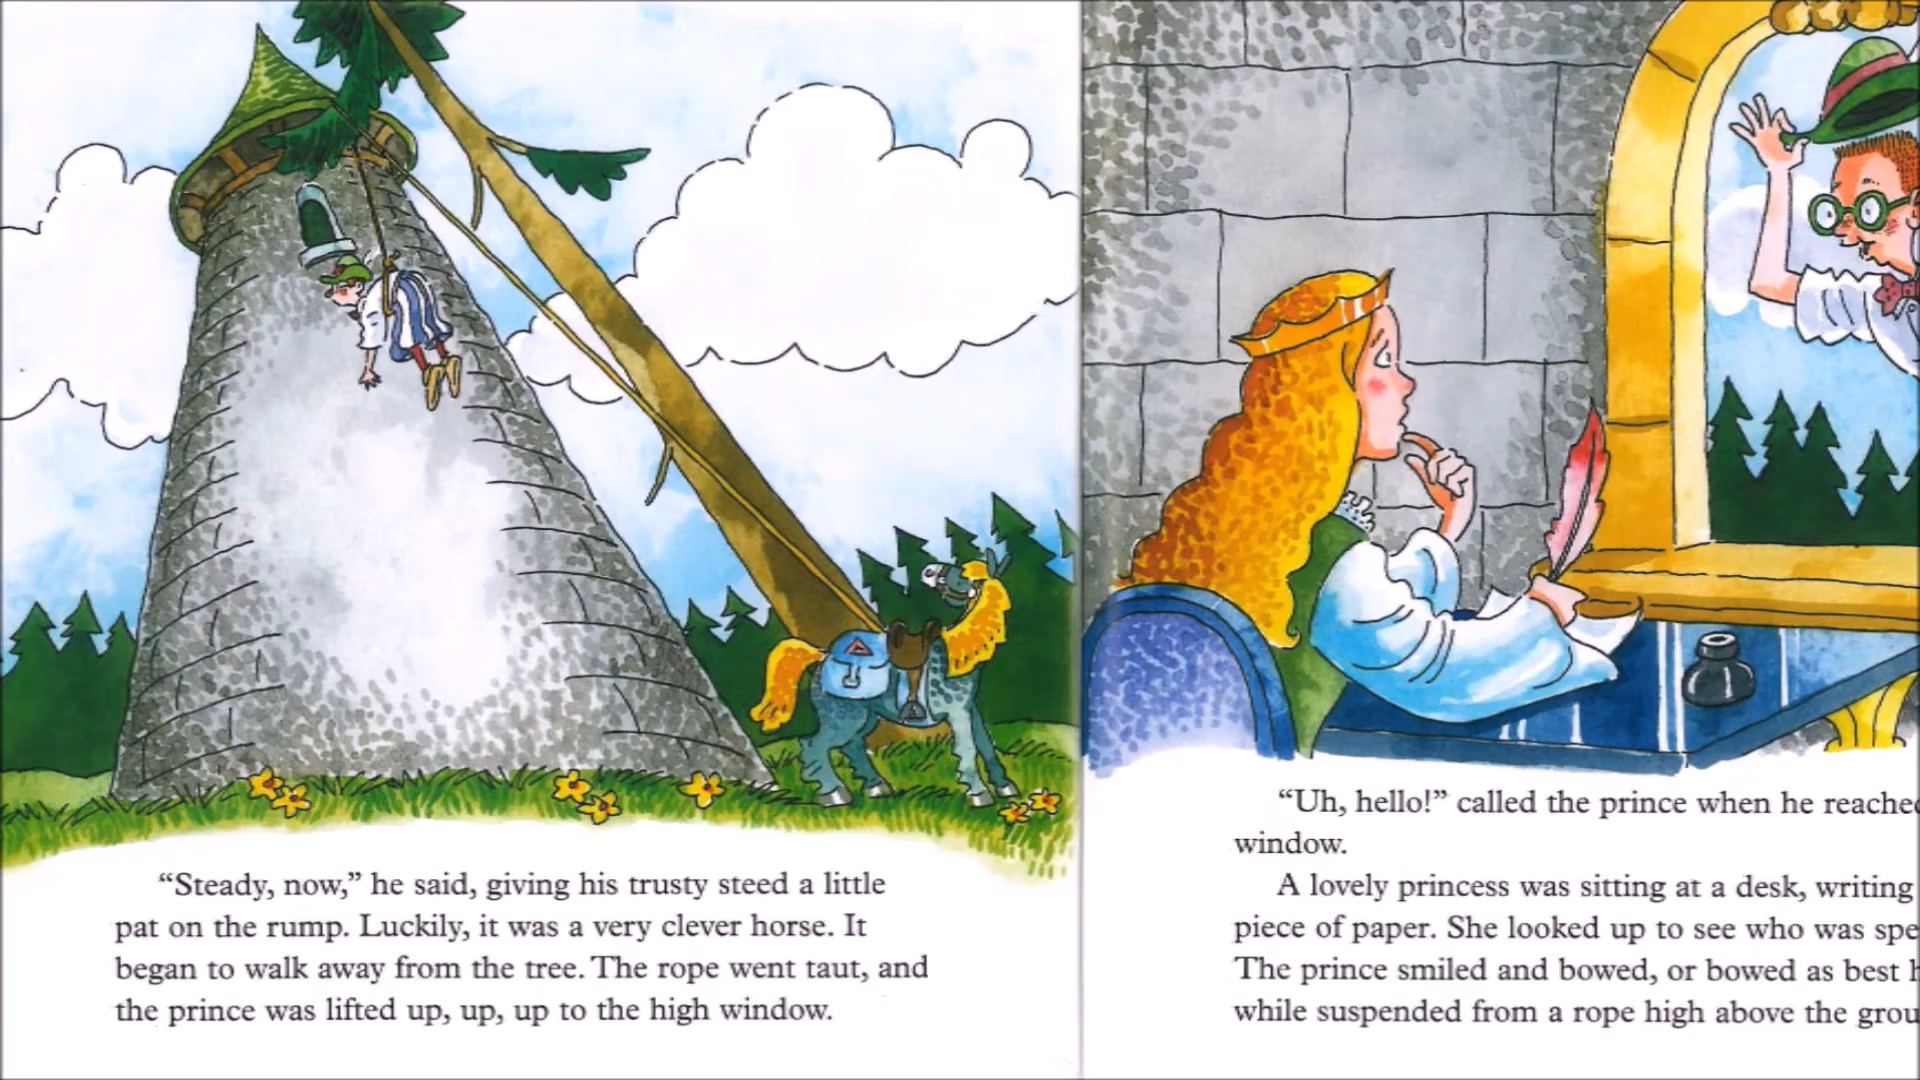 “Steady, now,” he said, giving his trusty steed a little
pat on the rump. Luckily, it was a very clever horse. It
began to walk away from the tree. The rope went taut, and
the prince was lifted up, up, up to the high window.
“Uh, hello!” called the prince when he reached
window.
A lovely princess was sitting at a desk, writing
piece of paper. She looked up to see who was
The prince smiled and bowed, or bowed as best
while suspended from a rope high above the